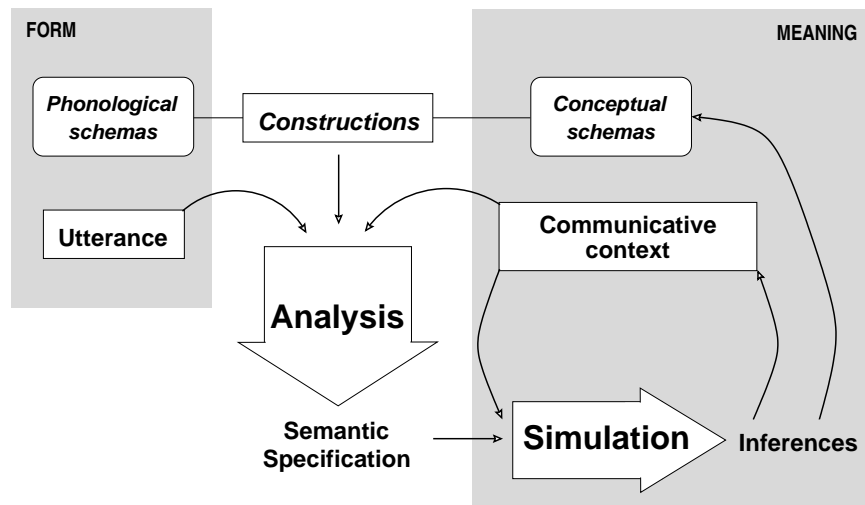 FORM
MEANING
Phonological
schemas
Constructions
Conceptual
schemas
Utterance
Communicative
context
Analysis
Semantic
Specification
Simulation
Inferences